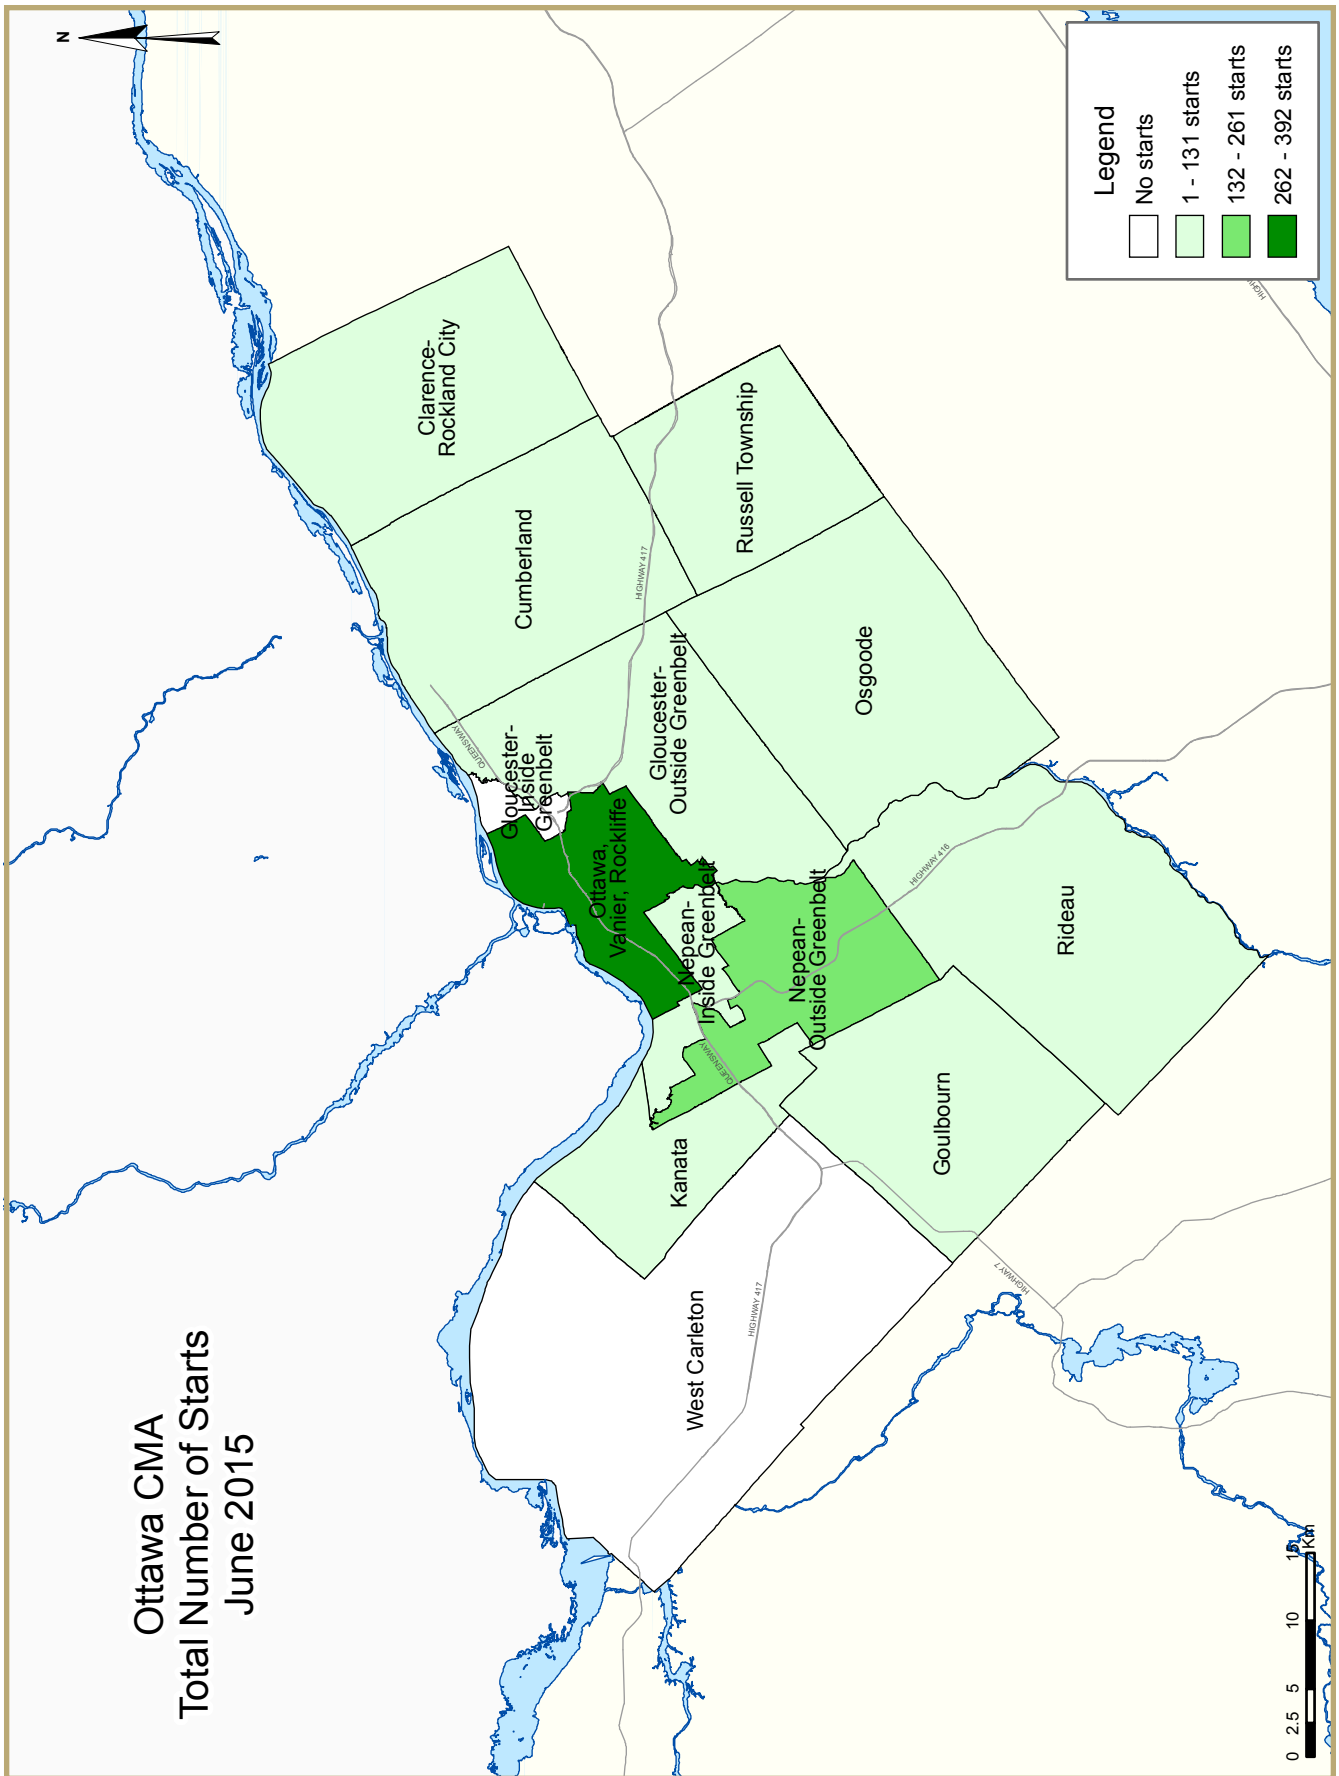 Ottawa CMA
Total Number of Starts
June 2015
N
Clarence-
Rockland City
Cumberland
Russell Township
HIGHWAY 417
Gloucester-
Outside Greenbelt
Osgoode
QUEENSWAY
Gloucester-
Inside
Greenbelt
Ottawa,
Vanier, Rockliffe
Nepean-
Inside Greenbelt
Nepean-
Outside Greenbelt
HIGHWAY 416
Rideau
QUEENSWAY
Kanata
Goulbourn
West Carleton
HIGHWAY 417
HIGHWAY 7
Legend
No starts
1 - 131 starts
132 - 261 starts
262 - 392 starts
0 2.5 5 10 15
Km